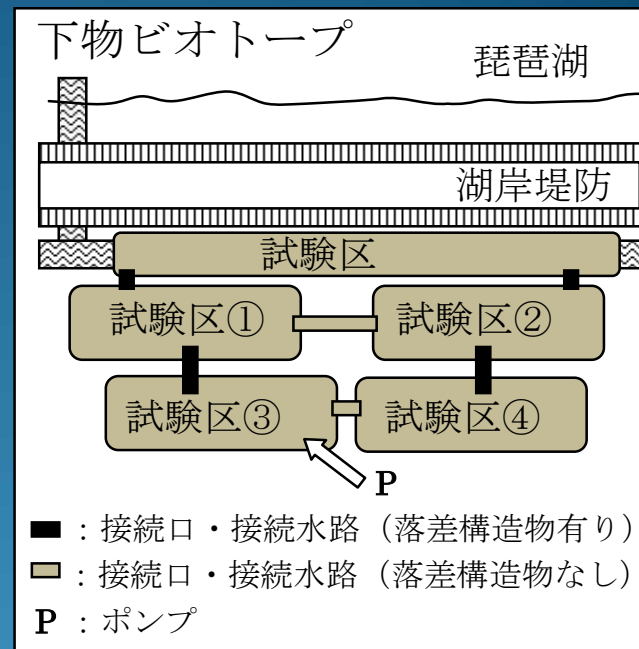 下物ビオトープ
琵琶湖
湖岸堤防
試験区
試験区①
試験区②
試験区③
試験区④
P
■：接続口・接続水路（落差構造物有り）
：接続口・接続水路（落差構造物なし）
P：ポンプ